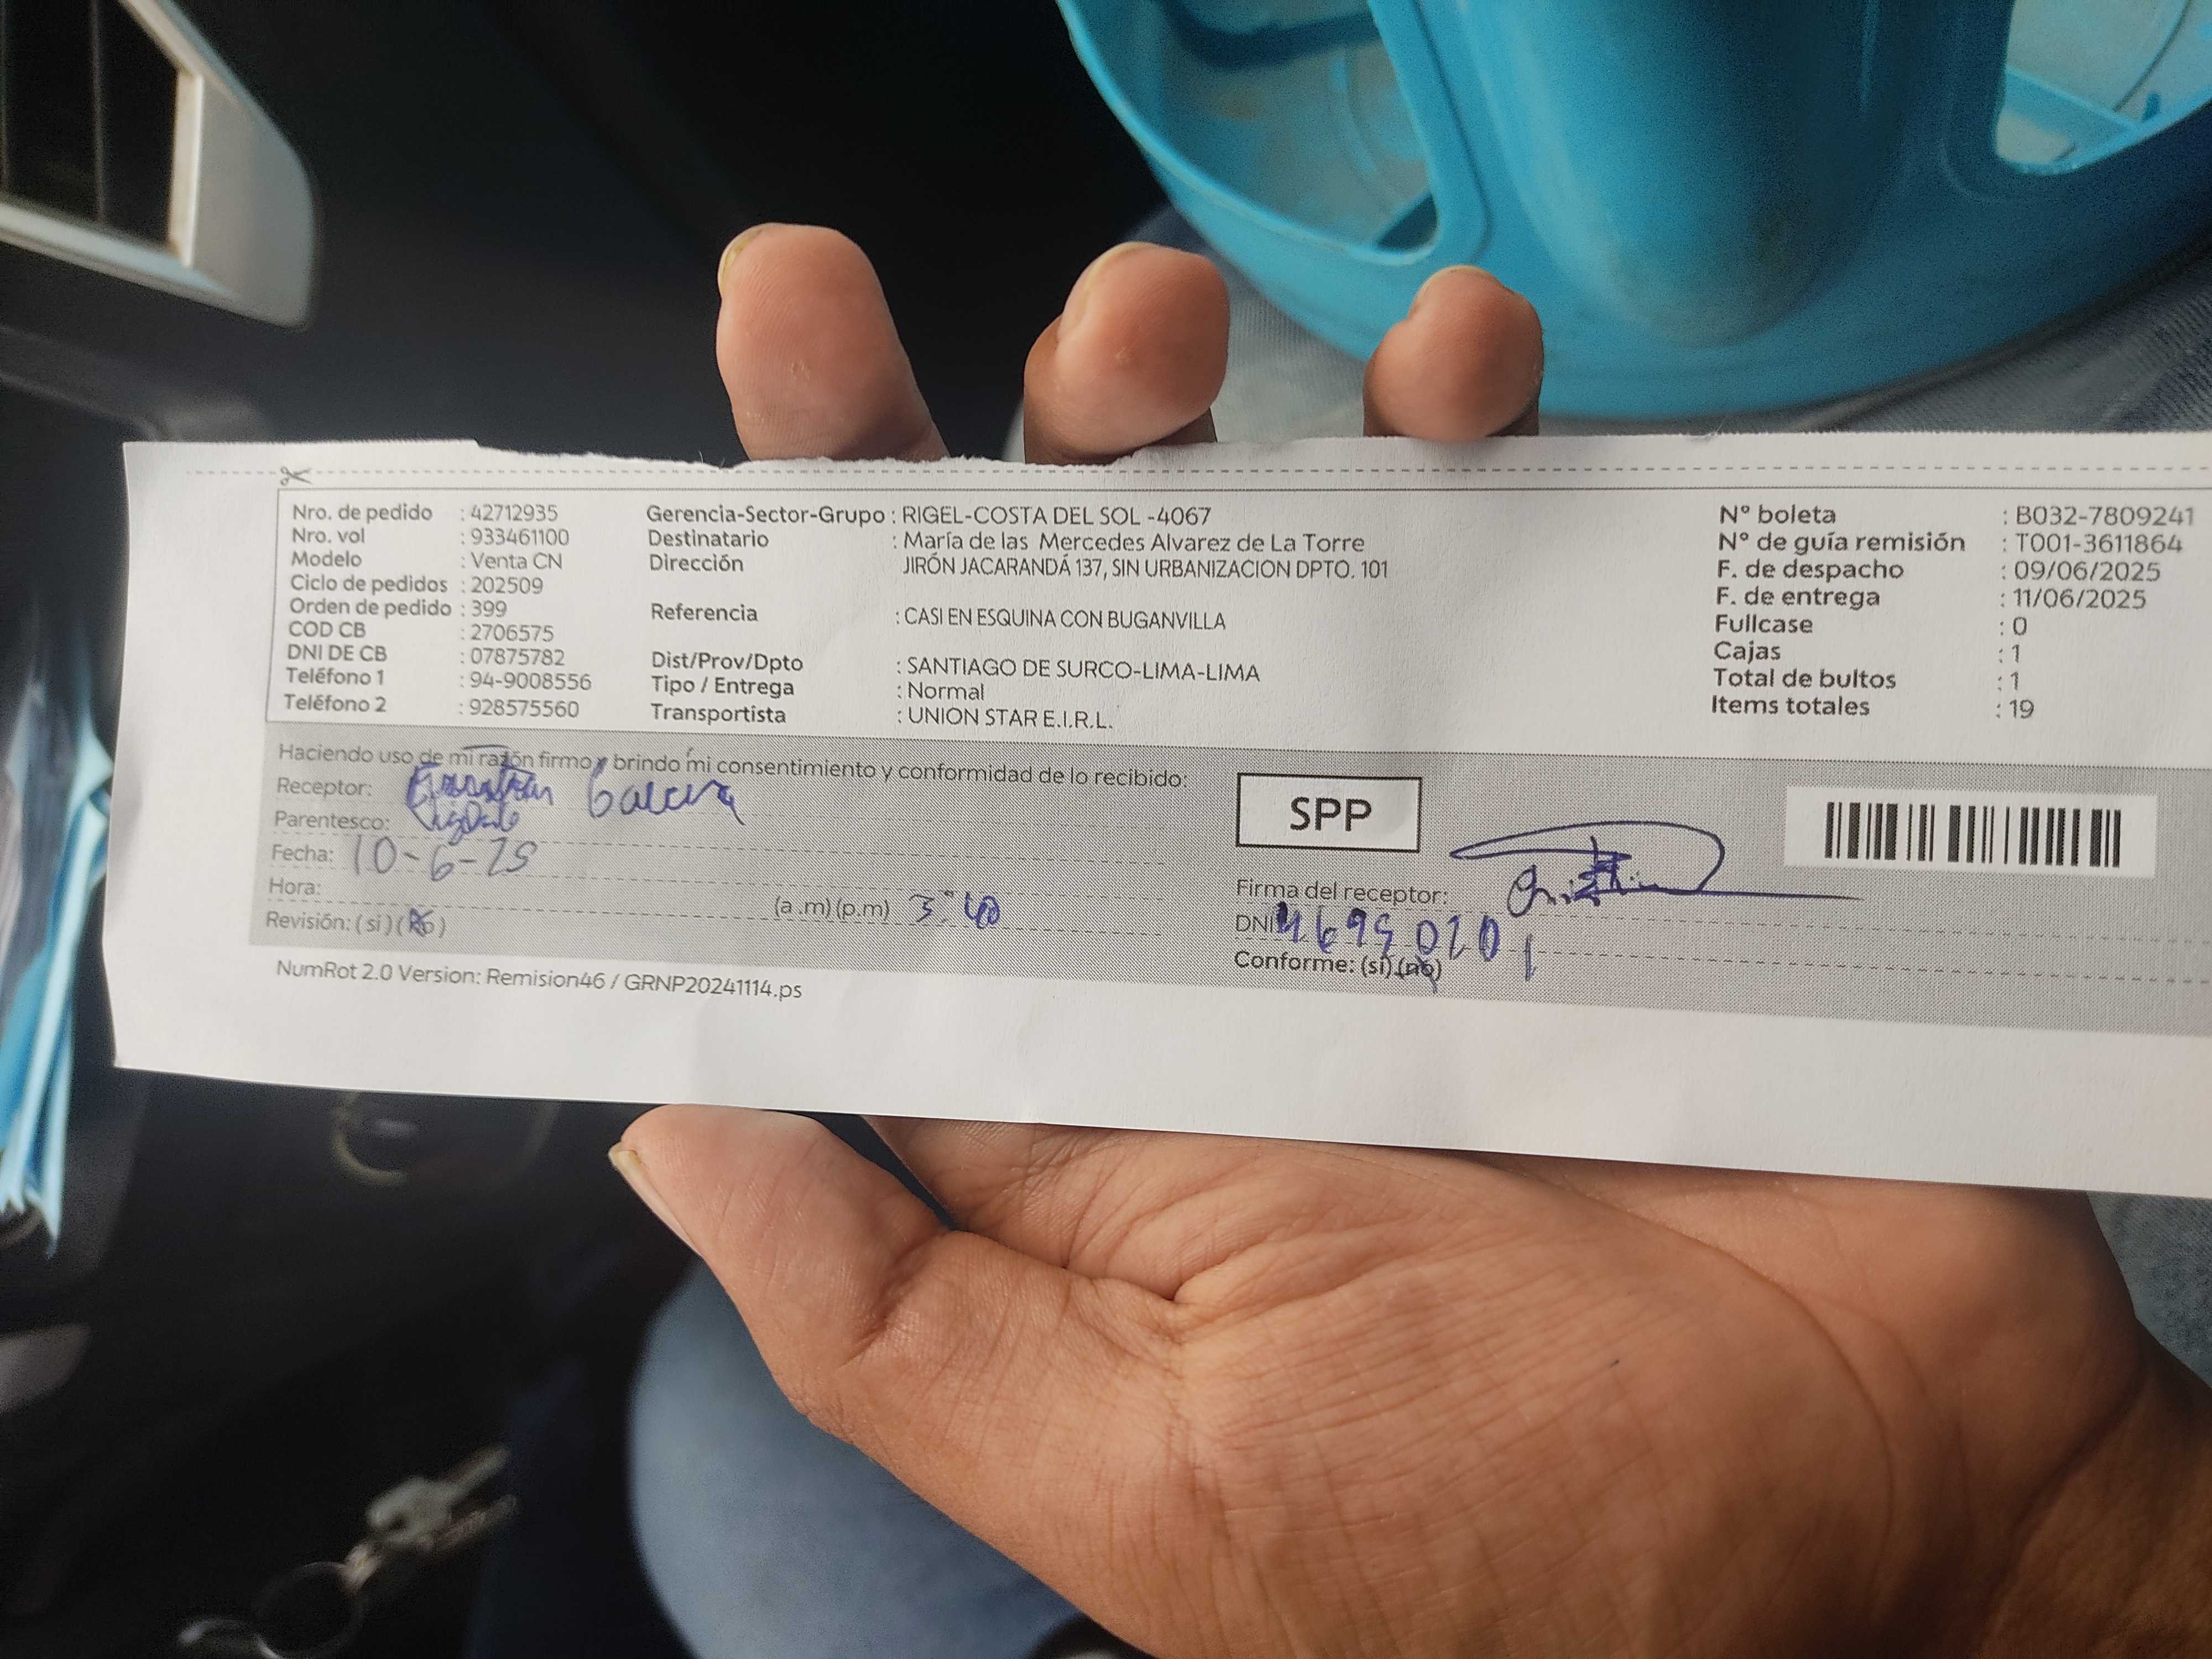 Nro. de pedido : 42712935
Nro. vol : 933461100
Modelo : Venta CN
Ciclo de pedidos : 202509
Orden de pedido : 399
COD CB : 2706575
DNI DE CB : 07875782
Teléfono 1 : 94-9008556
Teléfono 2 : 928575560
Gerencia-Sector-Grupo : RIGEL-COSTA DEL SOL -4067
Destinatario : María de las Mercedes Alvarez de La Torre
Dirección JIRÓN JACARANDÁ 137, SIN URBANIZACION DPTO. 101
Referencia : CASI EN ESQUINA CON BUGANVILLA
Dist/Prov/Dpto : SANTIAGO DE SURCO-LIMA-LIMA
Tipo / Entrega : Normal
Transportista : UNION STAR E.I.R.L.
N° boleta : B032-7809241
N° de guía remisión : T001-3611864
F. de despacho : 09/06/2025
F. de entrega : 11/06/2025
Fullcase : 0
Cajas : 1
Total de bultos : 1
Items totales : 19
Haciendo uso de mi razón firmo y brindo mi consentimiento y conformidad de lo recibido:
Receptor:
Parentesco:
Fecha: 10-6-25
Hora: (a.m) (p.m) 3:40
Revisión: (si) (no)
SPP
Firma del receptor:
DNI
Conforme: (si) (no)
NumRot 2.0 Version: Remision46 / GRNP20241114.ps